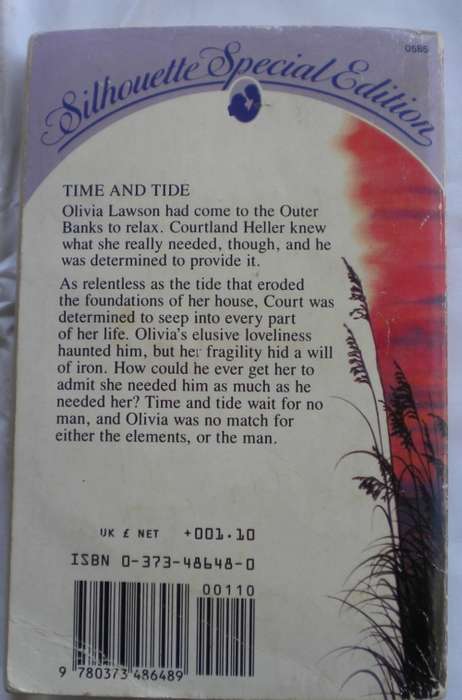 0585
Silhouette Special Edition
TIME AND TIDE
Olivia Lawson had come to the Outer
Banks to relax. Courtland Heller knew
what she really needed, though, and he
was determined to provide it.
As relentless as the tide that eroded
the foundations of her house, Court was
determined to seep into every part
of her life. Olivia's elusive loveliness
haunted him, but her fragility hid a will
of iron. How could he ever get her to
admit she needed him as much as he
needed her? Time and tide wait for no
man, and Olivia was no match for
either the elements, or the man.
UK £ NET +001.10
ISBN 0-373-48648-0
00110
9 780373 486489